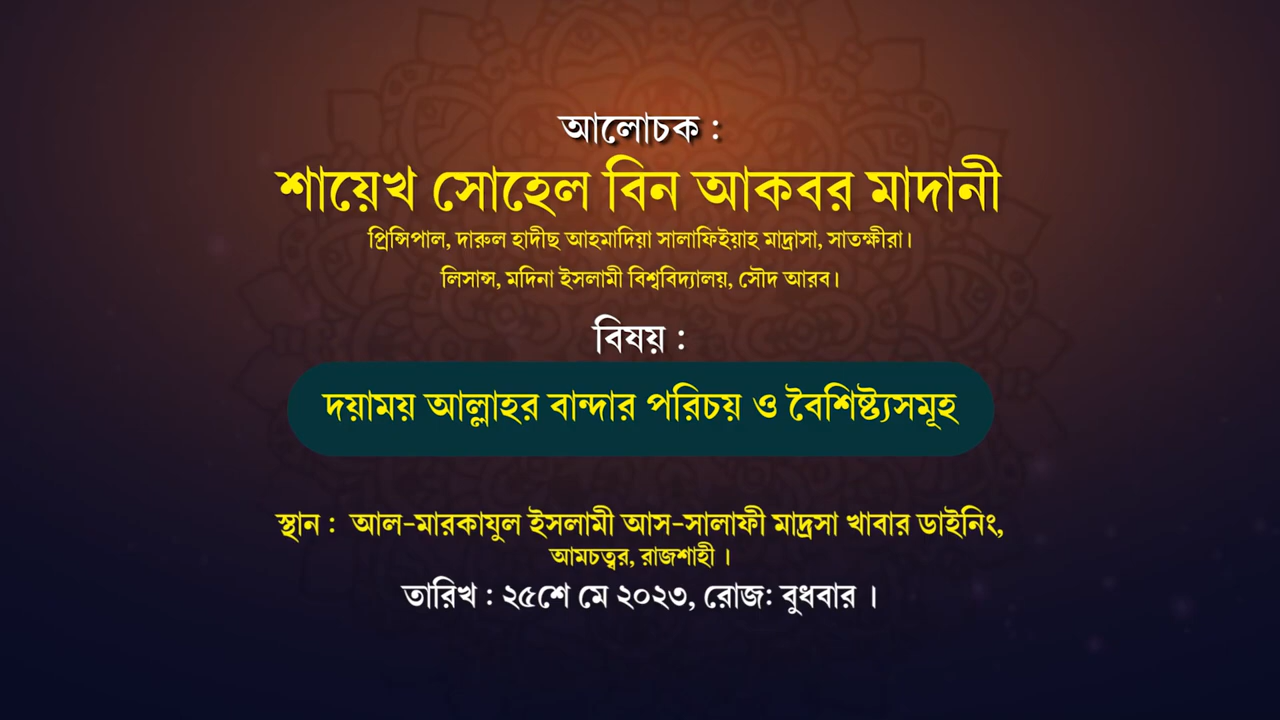 আলোচক :
শায়েখ সোহেল বিন আকবর মাদানী
প্রিন্সিপাল, দারুল হাদীছ আহমাদিয়া সালাফিইয়াহ মাদ্রাসা, সাতক্ষীরা।
লিসান্স, মদিনা ইসলামী বিশ্ববিদ্যালয়, সৌদ আরব।
বিষয় :
দয়াময় আল্লাহর বান্দার পরিচয় ও বৈশিষ্ট্যসমূহ
স্থান : আল-মারকাযুল ইসলামী আস-সালাফী মাদ্রসা খাবার ডাইনিং,
আমচত্বর, রাজশাহী ।
তারিখ : ২৫শে মে ২০২৩, রোজ: বুধবার ।